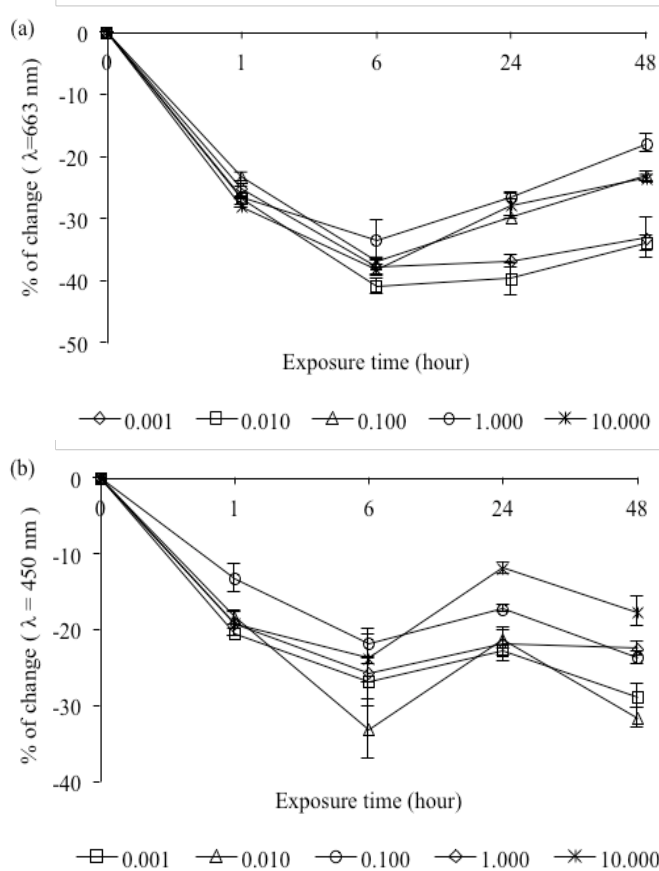 (a)
0
0
1
6
24
48
-10
-20
-30
-40
-50
% of change ( λ=663 nm)
Exposure time (hour)
0.001 0.010 0.100 1.000 10.000
(b)
0
0
1
6
24
48
-10
-20
-30
-40
% of change ( λ = 450 nm )
Exposure time (hour)
0.001 0.010 0.100 1.000 10.000